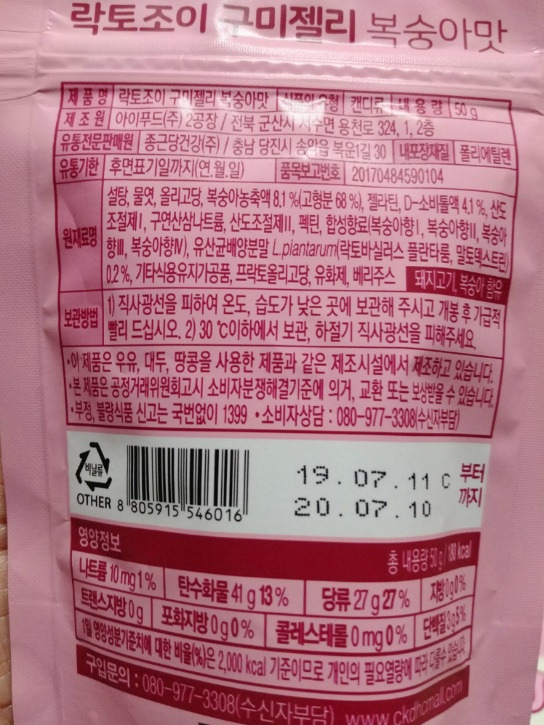 락토조이 구미젤리 복숭아맛
제 품 명 락토조이 구미젤리 복숭아맛 식품의 유형 캔디류 내 용 량 50 g
제 조 원 아이푸드(주) 2공장 / 전북 군산시 서수면 용천로 324, 1, 2층
유통전문판매원 종근당건강(주) / 충남 당진시 송악읍 복운1길 30 내포장재질 폴리에틸렌
유통기한 후면표기일까지(연,월,일) 품목보고번호 20170484590104
원재료명 설탕, 물엿, 올리고당, 복숭아농축액 8.1 %(고형분 68 %), 젤라틴, D-소비톨액 4.1 %, 산도
조절제Ⅰ, 구연산삼나트륨, 산도조절제Ⅱ, 펙틴, 합성향료(복숭아향Ⅰ, 복숭아향Ⅱ, 복숭아
향Ⅲ, 복숭아향Ⅳ), 유산균배양분말 L.plantarum(락토바실러스 플란타룸, 말토덱스트린)
0.2 %, 기타식용유지가공품, 프락토올리고당, 유화제, 베리주스 돼지고기, 복숭아 함유
보관방법 1) 직사광선을 피하여 온도, 습도가 낮은 곳에 보관해 주시고 개봉 후 가급적
빨리 드십시오. 2) 30 ℃이하에서 보관, 하절기 직사광선을 피해주세요.
•이 제품은 우유, 대두, 땅콩을 사용한 제품과 같은 제조시설에서 제조하고 있습니다.
•본 제품은 공정거래위원회고시 소비자분쟁해결기준에 의거, 교환 또는 보상받을 수 있습니다.
•부정, 불량식품 신고는 국번없이 1399 •소비자상담 : 080-977-3308(수신자부담)
비닐류
OTHER
8 805915 546016
19.07.11 C 부터
20.07.10 까지
영양정보 총 내용량 50 g / 180 kcal
나트륨 10 mg 1 % 탄수화물 41 g 13 % 당류 27 g 27 % 지방 0 g 0 %
트랜스지방 0 g 포화지방 0 g 0 % 콜레스테롤 0 mg 0 % 단백질 3 g 5 %
1일 영양성분기준치에 대한 비율(%)은 2,000 kcal 기준이므로 개인의 필요열량에 따라 다를 수 있습니다.
구입문의 : 080-977-3308(수신자부담) www.ckdhcmall.com